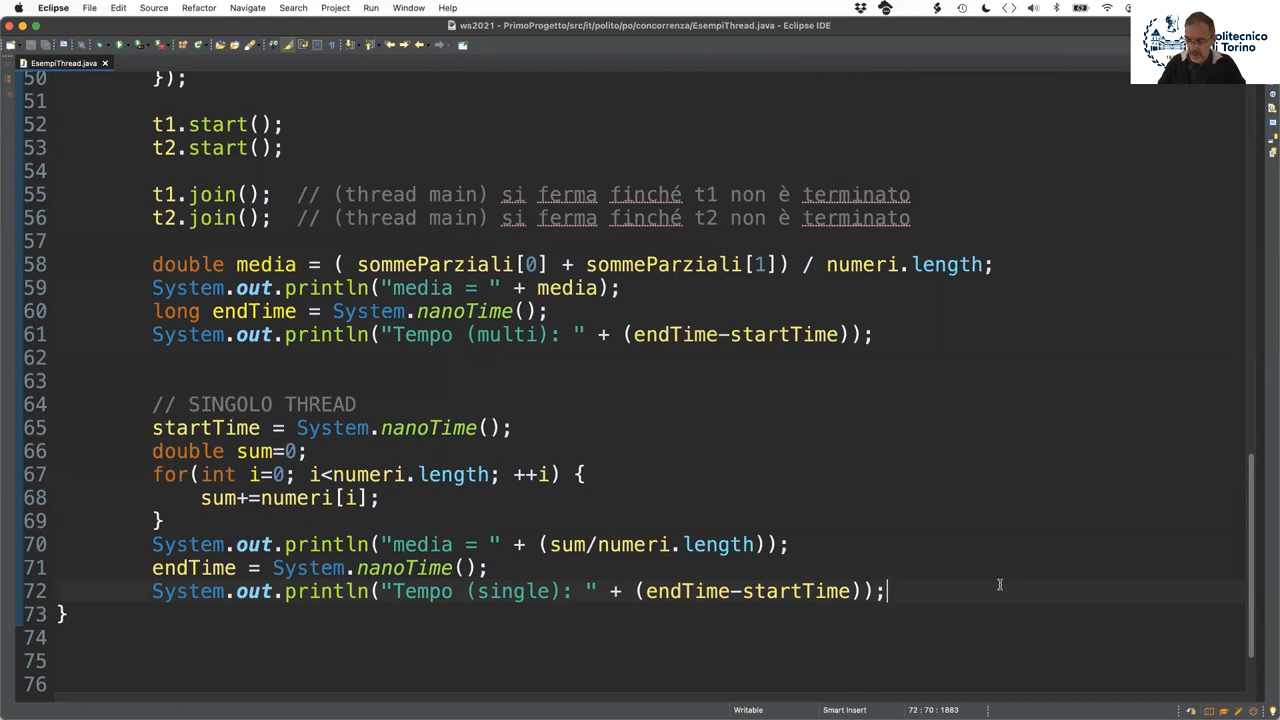 Eclipse File Edit Source Refactor Navigate Search Project Run Window Help
ws2021 - PrimoProgetto/src/it/polito/po/concorrenza/EsempiThread.java - Eclipse IDE
Politecnico
di Torino
EsempiThread.java
50 });
51
52 t1.start();
53 t2.start();
54
55 t1.join(); // (thread main) si ferma finché t1 non è terminato
56 t2.join(); // (thread main) si ferma finché t2 non è terminato
57
58 double media = ( sommeParziali[0] + sommeParziali[1]) / numeri.length;
59 System.out.println("media = " + media);
60 long endTime = System.nanoTime();
61 System.out.println("Tempo (multi): " + (endTime-startTime));
62
63
64 // SINGOLO THREAD
65 startTime = System.nanoTime();
66 double sum=0;
67 for(int i=0; i<numeri.length; ++i) {
68 sum+=numeri[i];
69 }
70 System.out.println("media = " + (sum/numeri.length));
71 endTime = System.nanoTime();
72 System.out.println("Tempo (single): " + (endTime-startTime));
73 }
74
75
76
Writable Smart Insert 72 : 70 : 1883